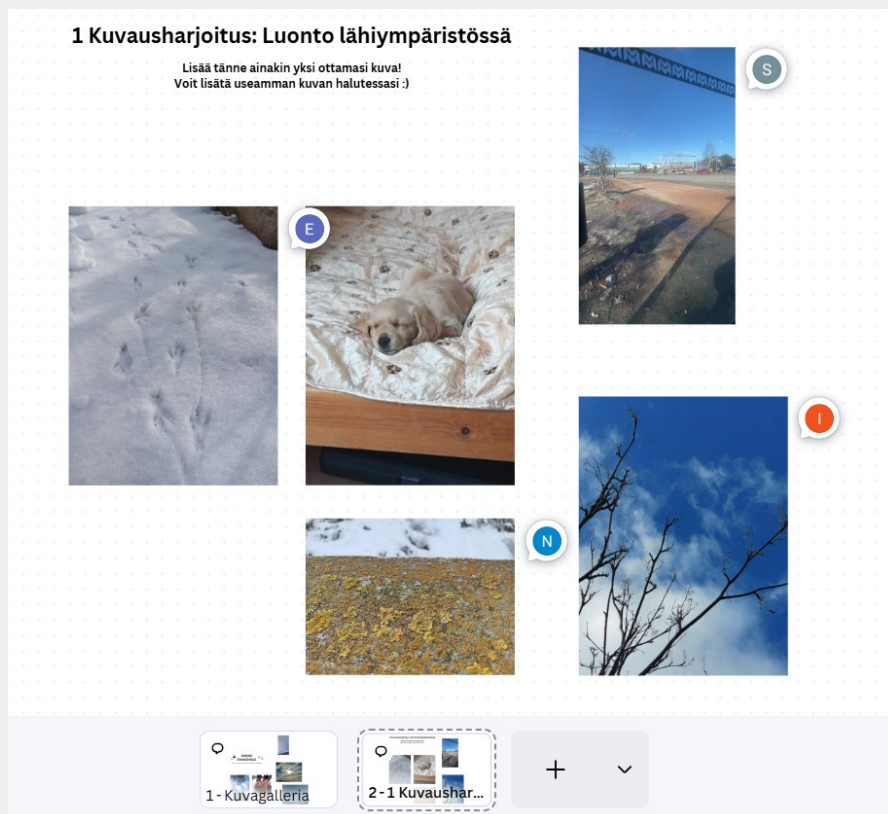 1 Kuvausharjoitus: Luonto lähiympäristössä
Lisää tänne ainakin yksi ottamasi kuva!
Voit lisätä useamman kuvan halutessasi :)
S
E
I
N
1 - Kuvagalleria
2 - 1 Kuvaushar...